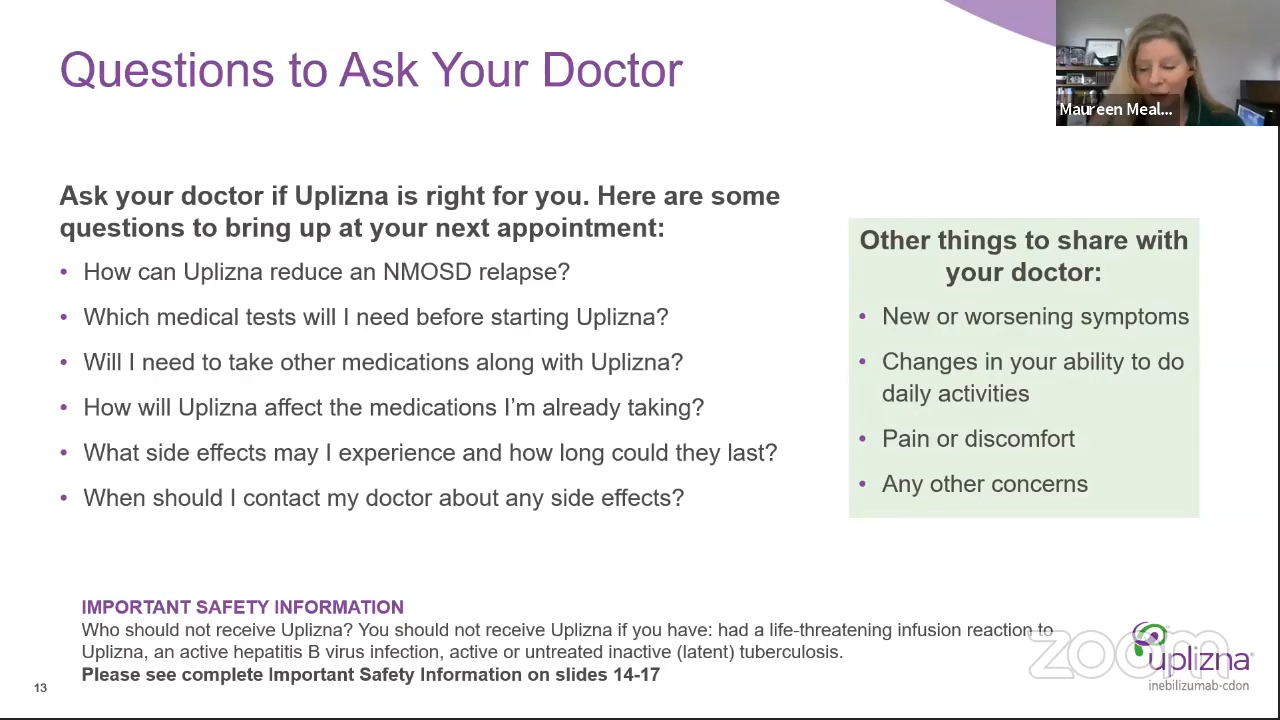 Questions to Ask Your Doctor
Maureen Meal...
Ask your doctor if Uplizna is right for you. Here are some
questions to bring up at your next appointment:
• How can Uplizna reduce an NMOSD relapse?
• Which medical tests will I need before starting Uplizna?
• Will I need to take other medications along with Uplizna?
• How will Uplizna affect the medications I'm already taking?
• What side effects may I experience and how long could they last?
• When should I contact my doctor about any side effects?
Other things to share with
your doctor:
• New or worsening symptoms
• Changes in your ability to do
daily activities
• Pain or discomfort
• Any other concerns
IMPORTANT SAFETY INFORMATION
Who should not receive Uplizna? You should not receive Uplizna if you have: had a life-threatening infusion reaction to
Uplizna, an active hepatitis B virus infection, active or untreated inactive (latent) tuberculosis.
Please see complete Important Safety Information on slides 14-17
13
zoom
uplizna®
inebilizumab-cdon